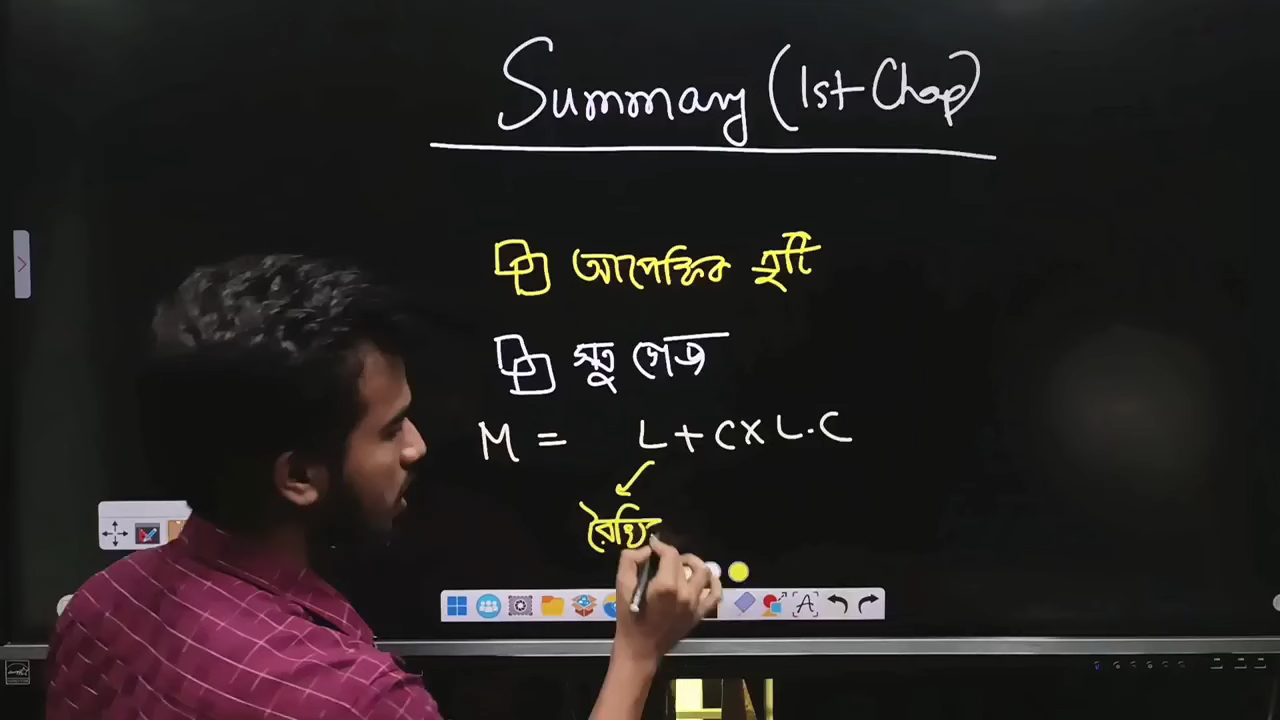 Summary (1st Chap)
আপেক্ষিক ত্রুটি
স্ক্রু গেজ
M = L + C × L.C
রৈখিক